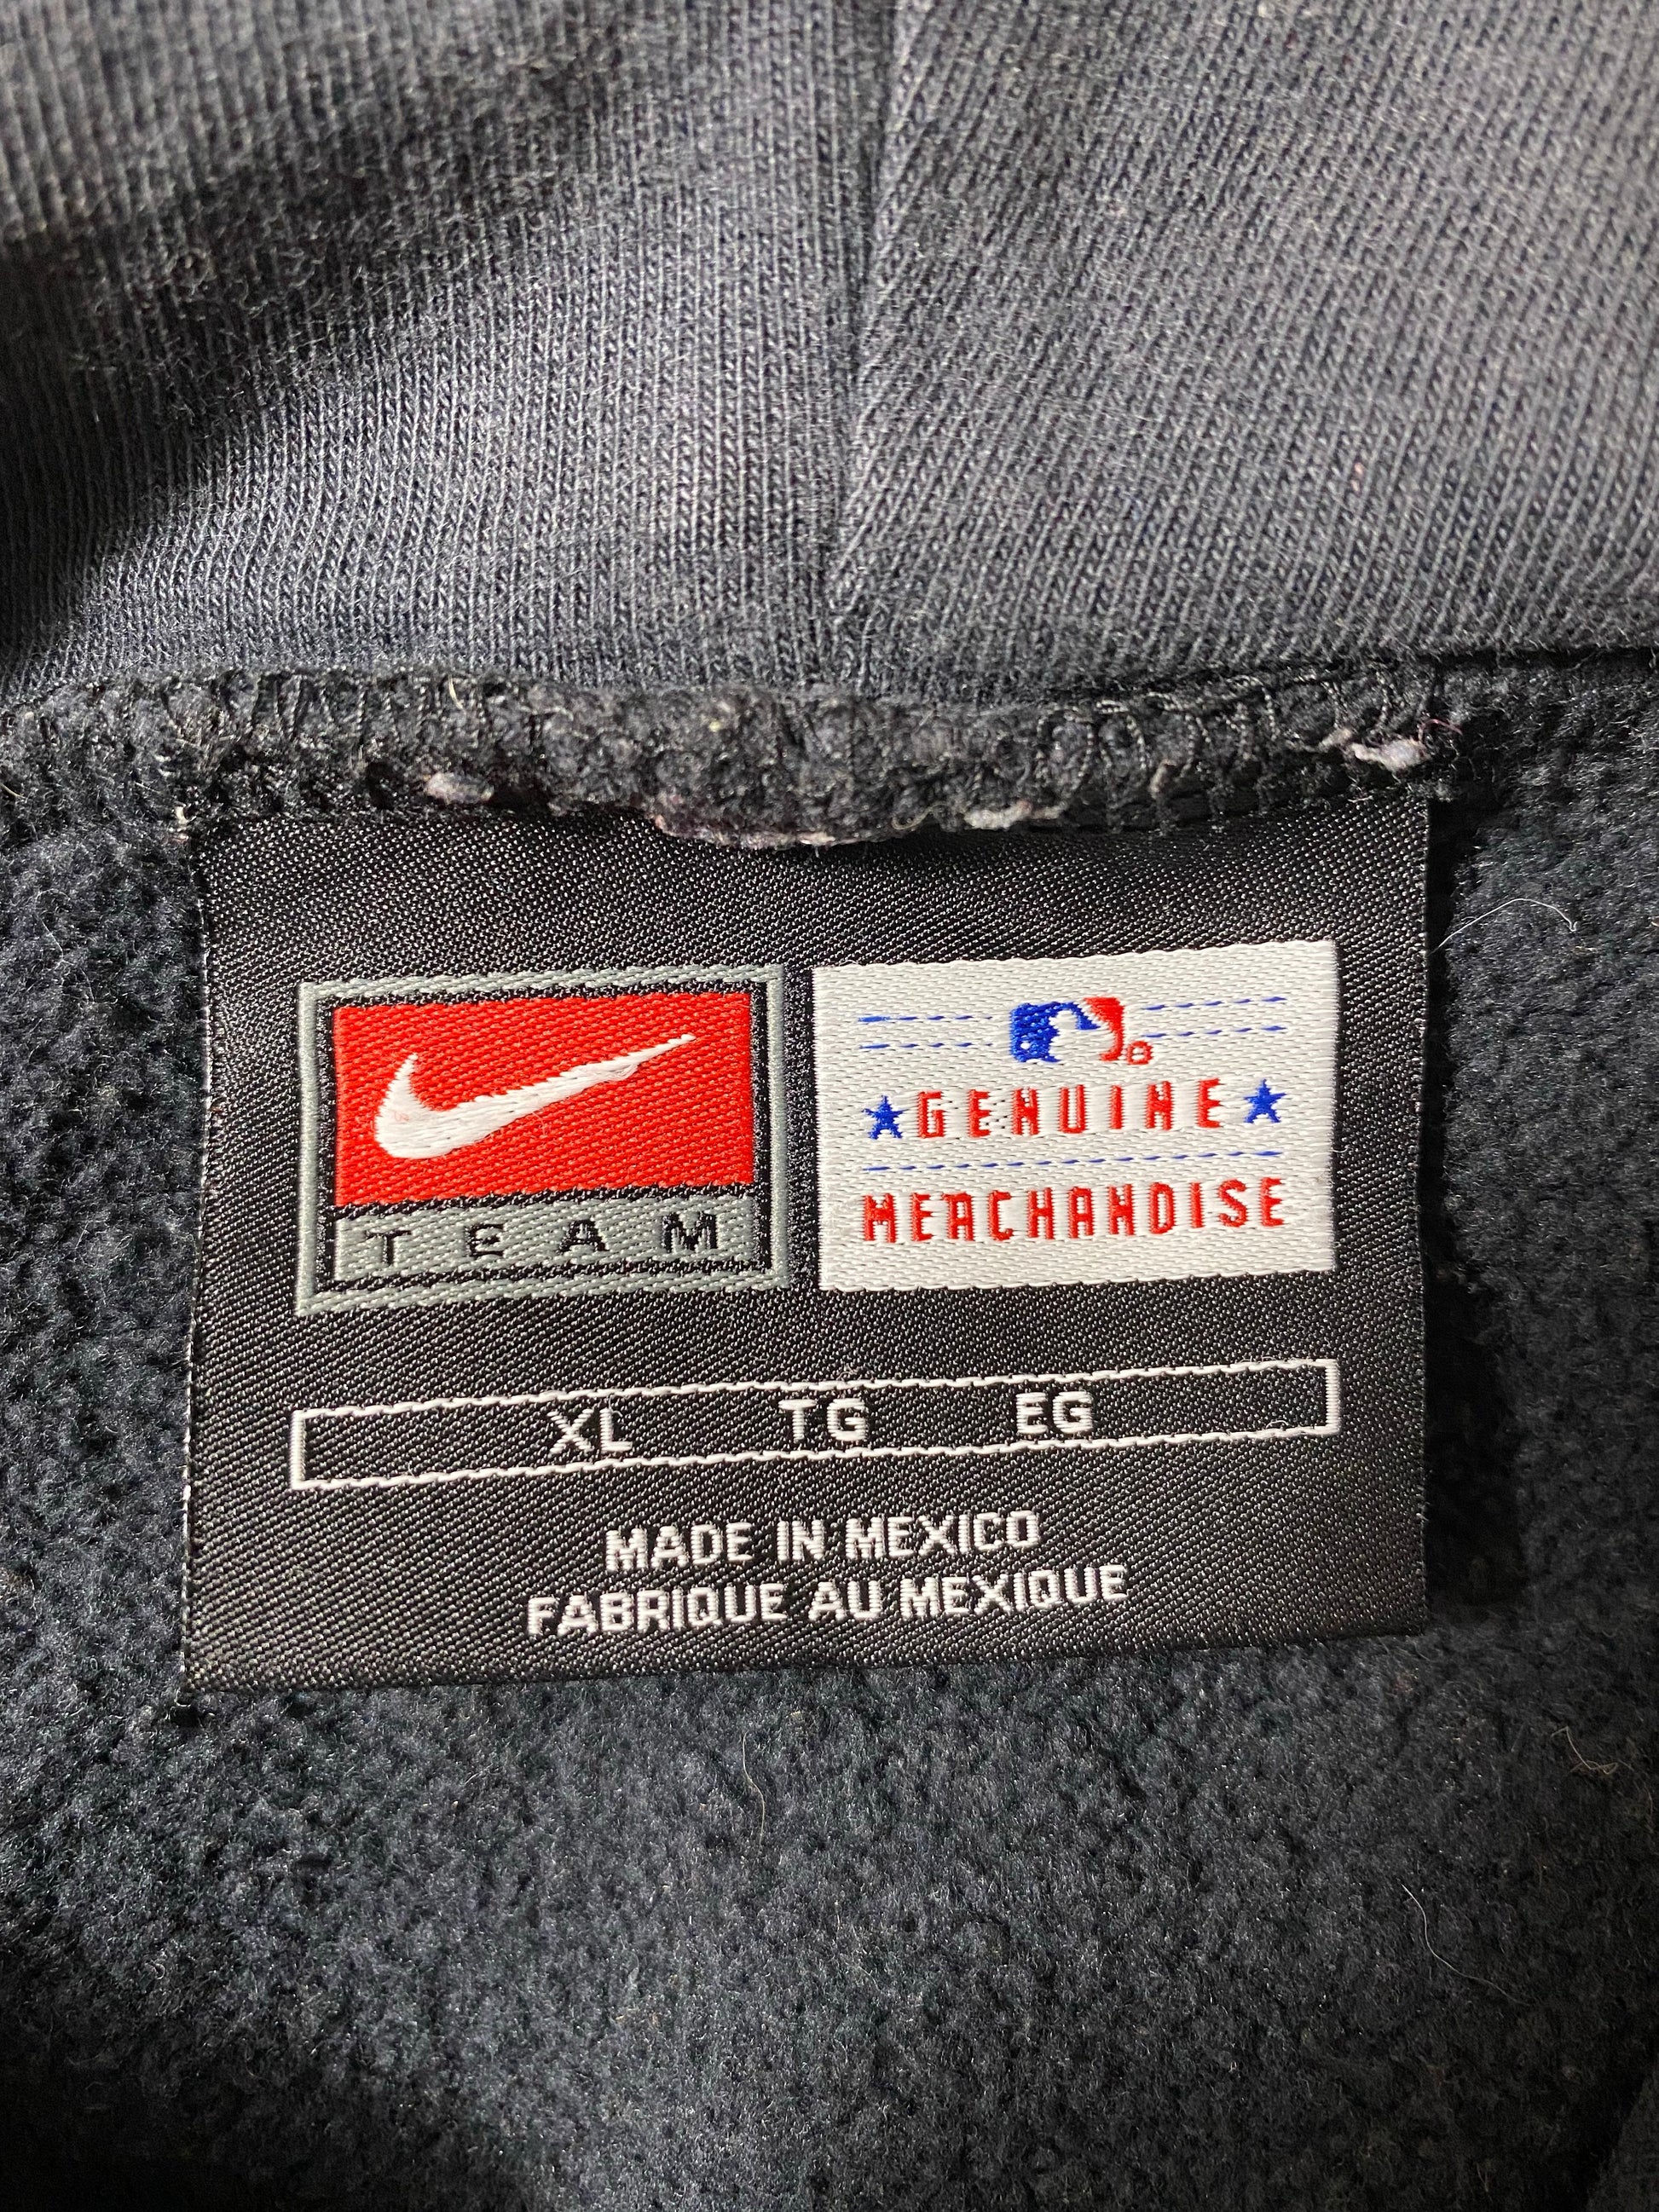 TEAM
®
GENUINE
MERCHANDISE
XL TG EG
MADE IN MEXICO
FABRIQUE AU MEXIQUE